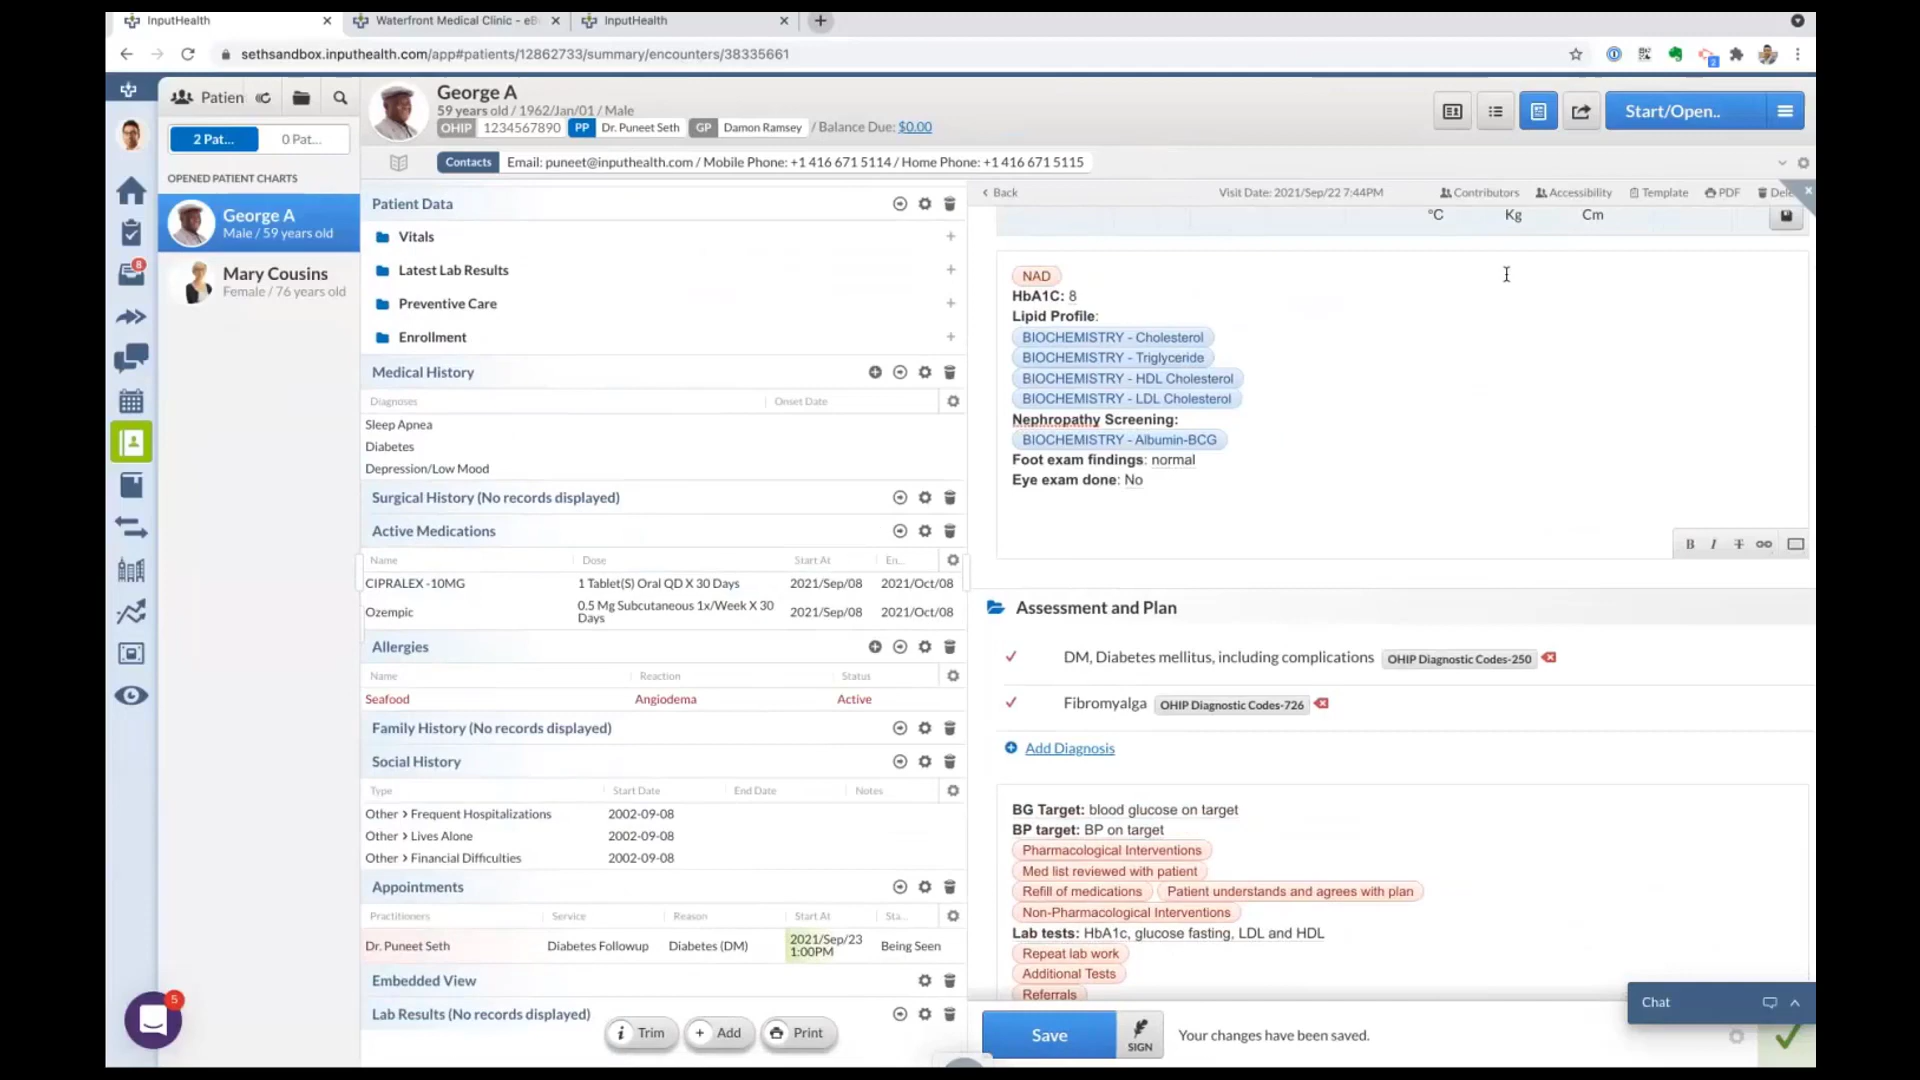 InputHealth
Waterfront Medical Clinic - eB
InputHealth
sethsandbox.inputhealth.com/app#patients/12862733/summary/encounters/38335661
2
Patien
George A
59 years old / 1962/Jan/01 / Male
OHIP 1234567890 PP Dr. Puneet Seth GP Damon Ramsey / Balance Due: $0.00
Start/Open..
2 Pat... 0 Pat...
Contacts Email: puneet@inputhealth.com / Mobile Phone: +1 416 671 5114 / Home Phone: +1 416 671 5115
OPENED PATIENT CHARTS
George A
Male / 59 years old
Mary Cousins
Female / 76 years old
8
5
Patient Data
Vitals
Latest Lab Results
Preventive Care
Enrollment
Medical History
Diagnoses Onset Date
Sleep Apnea
Diabetes
Depression/Low Mood
Surgical History (No records displayed)
Active Medications
Name Dose Start At En...
CIPRALEX -10MG 1 Tablet(S) Oral QD X 30 Days 2021/Sep/08 2021/Oct/08
Ozempic 0.5 Mg Subcutaneous 1x/Week X 30 Days 2021/Sep/08 2021/Oct/08
Allergies
Name Reaction Status
Seafood Angiodema Active
Family History (No records displayed)
Social History
Type Start Date End Date Notes
Other > Frequent Hospitalizations 2002-09-08
Other > Lives Alone 2002-09-08
Other > Financial Difficulties 2002-09-08
Appointments
Practitioners Service Reason Start At Sta...
Dr. Puneet Seth Diabetes Followup Diabetes (DM) 2021/Sep/23 1:00PM Being Seen
Embedded View
Lab Results (No records displayed)
Trim Add Print
Back Visit Date: 2021/Sep/22 7:44PM Contributors Accessibility Template PDF Dele
°C Kg Cm
NAD
HbA1C: 8
Lipid Profile:
BIOCHEMISTRY - Cholesterol
BIOCHEMISTRY - Triglyceride
BIOCHEMISTRY - HDL Cholesterol
BIOCHEMISTRY - LDL Cholesterol
Nephropathy Screening:
BIOCHEMISTRY - Albumin-BCG
Foot exam findings: normal
Eye exam done: No
B I T
Assessment and Plan
DM, Diabetes mellitus, including complications OHIP Diagnostic Codes-250
Fibromyalga OHIP Diagnostic Codes-726
Add Diagnosis
BG Target: blood glucose on target
BP target: BP on target
Pharmacological Interventions
Med list reviewed with patient
Refill of medications Patient understands and agrees with plan
Non-Pharmacological Interventions
Lab tests: HbA1c, glucose fasting, LDL and HDL
Repeat lab work
Additional Tests
Referrals
Chat
Save SIGN Your changes have been saved.